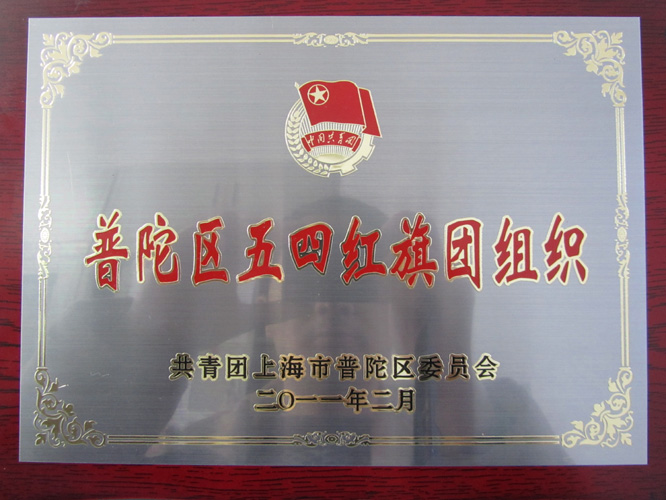 中国共青团
普陀区五四红旗团组织
共青团上海市普陀区委员会
二〇一一年二月